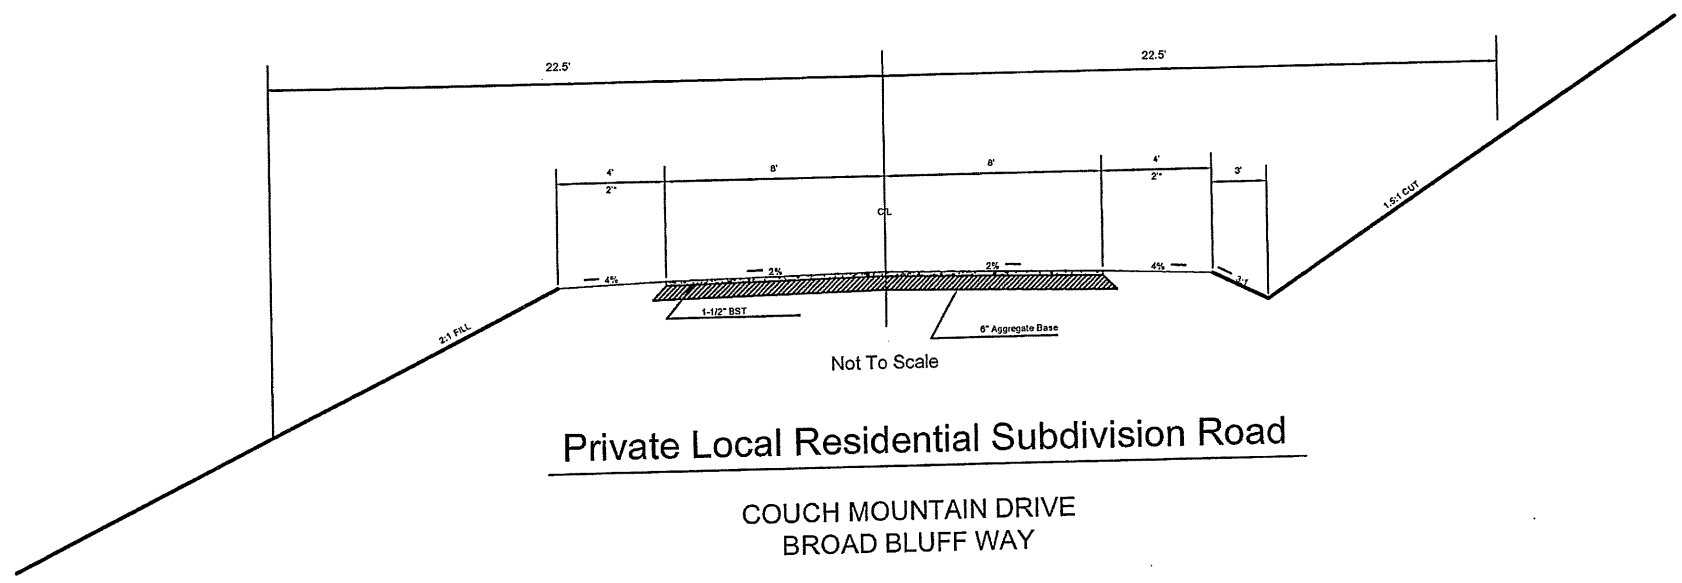 22.5' 22.5'
4' 8' 8' 4' 3'
2'* 2'*
C/L
1.5:1 CUT
4% 2% 2% 4% 2:1
2:1 FILL
1-1/2" BST
6" Aggregate Base
Not To Scale
Private Local Residential Subdivision Road
COUCH MOUNTAIN DRIVE
BROAD BLUFF WAY